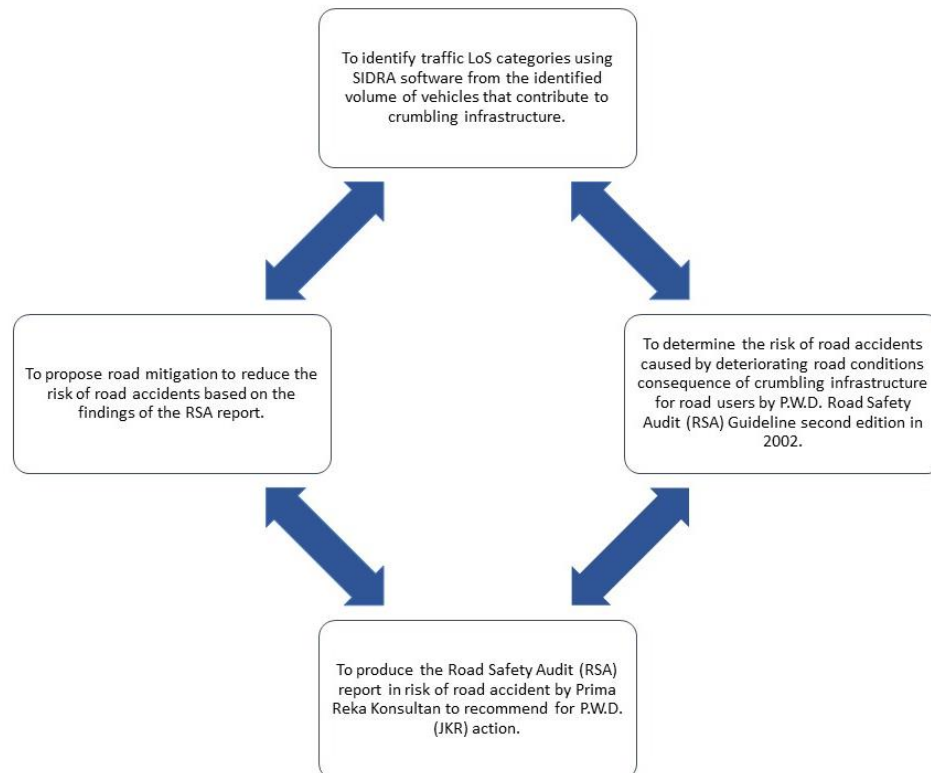 To identify traffic LoS categories using
SIDRA software from the identified
volume of vehicles that contribute to
crumbling infrastructure.
To propose road mitigation to reduce the
risk of road accidents based on the
findings of the RSA report.
To determine the risk of road accidents
caused by deteriorating road conditions
consequence of crumbling infrastructure
for road users by P.W.D. Road Safety
Audit (RSA) Guideline second edition in
2002.
To produce the Road Safety Audit (RSA)
report in risk of road accident by Prima
Reka Konsultan to recommend for P.W.D.
(JKR) action.